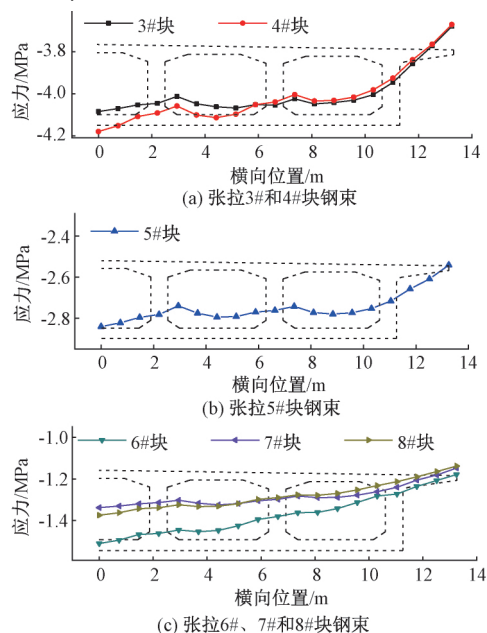 3#块 4#块
-3.8
-4.0
-4.2
应力/MPa
0 2 4 6 8 10 12 14
横向位置/m
(a) 张拉3#和4#块钢束
5#块
-2.4
-2.6
-2.8
应力/MPa
0 2 4 6 8 10 12 14
横向位置/m
(b) 张拉5#块钢束
6#块 7#块 8#块
-1.0
-1.2
-1.4
应力/MPa
0 2 4 6 8 10 12 14
横向位置/m
(c) 张拉6#、7#和8#块钢束